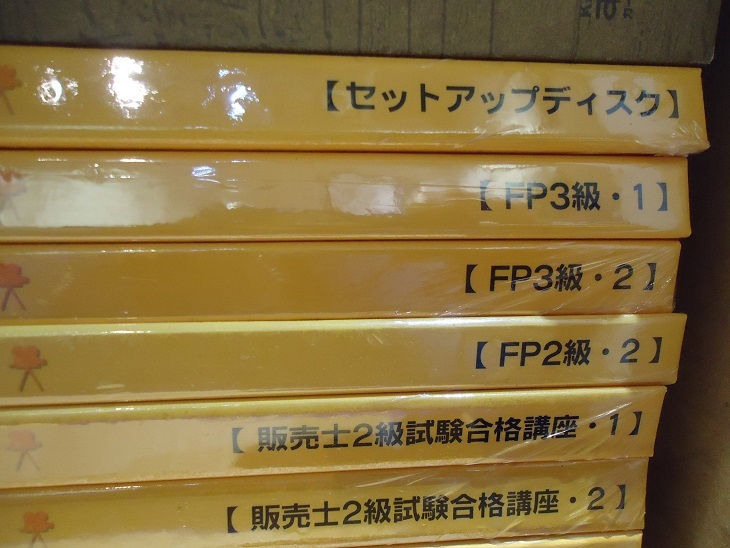 【セットアップディスク】
【FP3級・1】
【FP3級・2】
【FP2級・2】
【販売士2級試験合格講座・1】
【販売士2級試験合格講座・2】